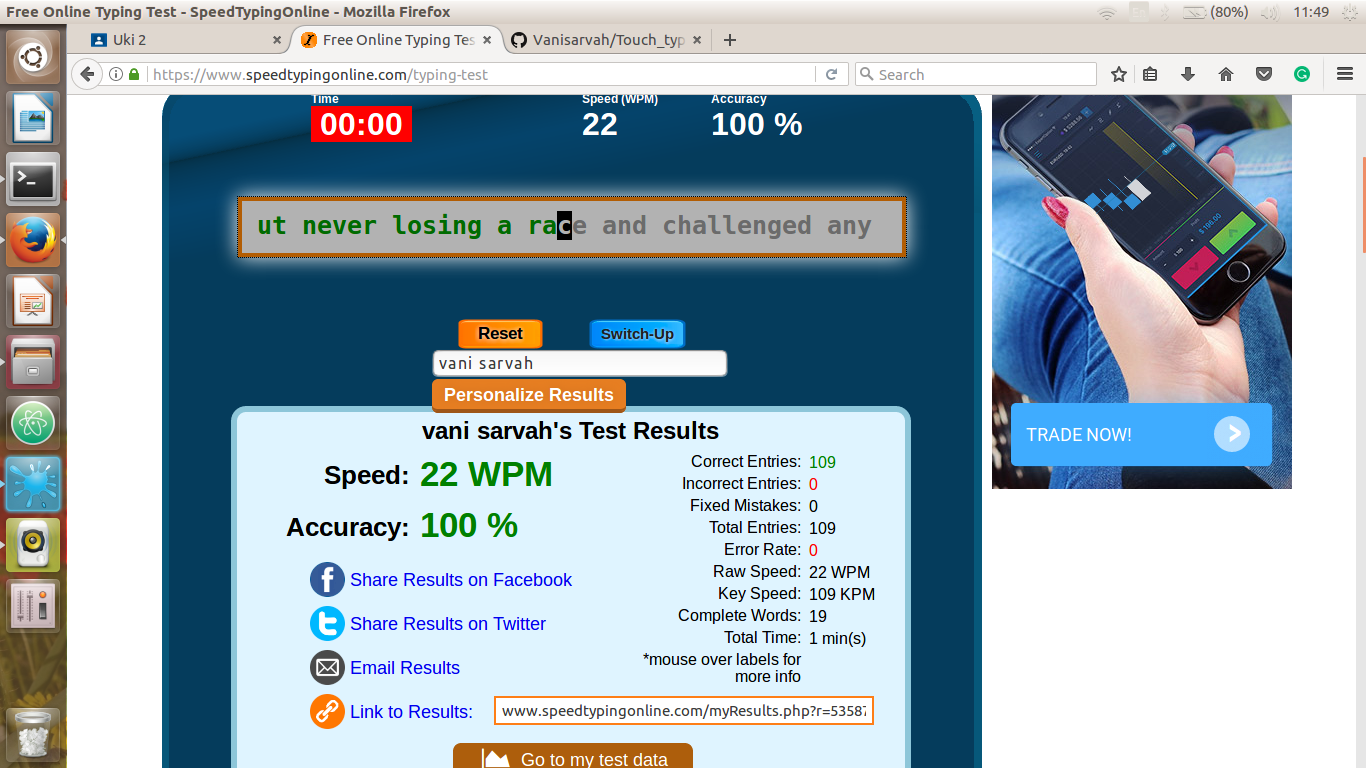 Free Online Typing Test - SpeedTypingOnline - Mozilla Firefox
(80%)
11:49
Uki 2
Free Online Typing Tes
Vanisarvah/Touch_typ
https://www.speedtypingonline.com/typing-test
Search
Time
Speed (WPM)
Accuracy
00:00
22
100 %
ut never losing a race and challenged any
Reset
Switch-Up
vani sarvah
Personalize Results
vani sarvah's Test Results
Speed: 22 WPM
Accuracy: 100 %
Correct Entries: 109
Incorrect Entries: 0
Fixed Mistakes: 0
Total Entries: 109
Error Rate: 0
Raw Speed: 22 WPM
Key Speed: 109 KPM
Complete Words: 19
Total Time: 1 min(s)
*mouse over labels for
more info
Share Results on Facebook
Share Results on Twitter
Email Results
Link to Results:
www.speedtypingonline.com/myResults.php?r=5358
Go to my test data
TRADE NOW!